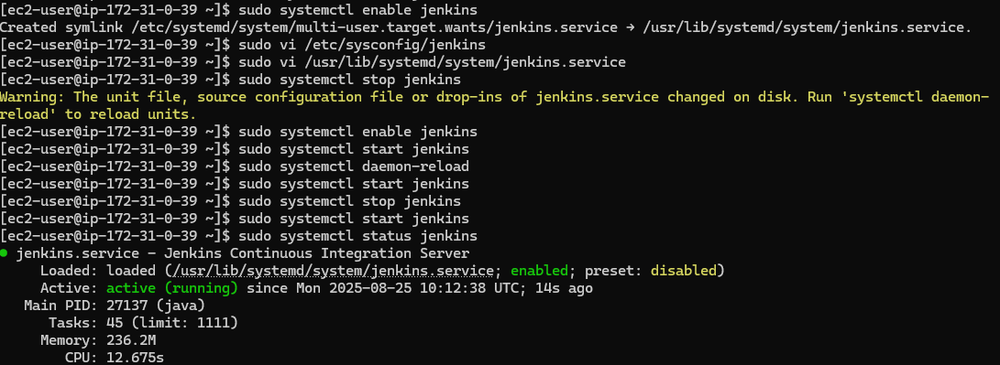 [ec2-user@ip-172-31-0-39 ~]$ sudo systemctl enable jenkins
Created symlink /etc/systemd/system/multi-user.target.wants/jenkins.service → /usr/lib/systemd/system/jenkins.service.
[ec2-user@ip-172-31-0-39 ~]$ sudo vi /etc/sysconfig/jenkins
[ec2-user@ip-172-31-0-39 ~]$ sudo vi /usr/lib/systemd/system/jenkins.service
[ec2-user@ip-172-31-0-39 ~]$ sudo systemctl stop jenkins
Warning: The unit file, source configuration file or drop-ins of jenkins.service changed on disk. Run 'systemctl daemon-
reload' to reload units.
[ec2-user@ip-172-31-0-39 ~]$ sudo systemctl enable jenkins
[ec2-user@ip-172-31-0-39 ~]$ sudo systemctl start jenkins
[ec2-user@ip-172-31-0-39 ~]$ sudo systemctl daemon-reload
[ec2-user@ip-172-31-0-39 ~]$ sudo systemctl start jenkins
[ec2-user@ip-172-31-0-39 ~]$ sudo systemctl stop jenkins
[ec2-user@ip-172-31-0-39 ~]$ sudo systemctl start jenkins
[ec2-user@ip-172-31-0-39 ~]$ sudo systemctl status jenkins
● jenkins.service - Jenkins Continuous Integration Server
Loaded: loaded (/usr/lib/systemd/system/jenkins.service; enabled; preset: disabled)
Active: active (running) since Mon 2025-08-25 10:12:38 UTC; 14s ago
Main PID: 27137 (java)
Tasks: 45 (limit: 1111)
Memory: 236.2M
CPU: 12.675s